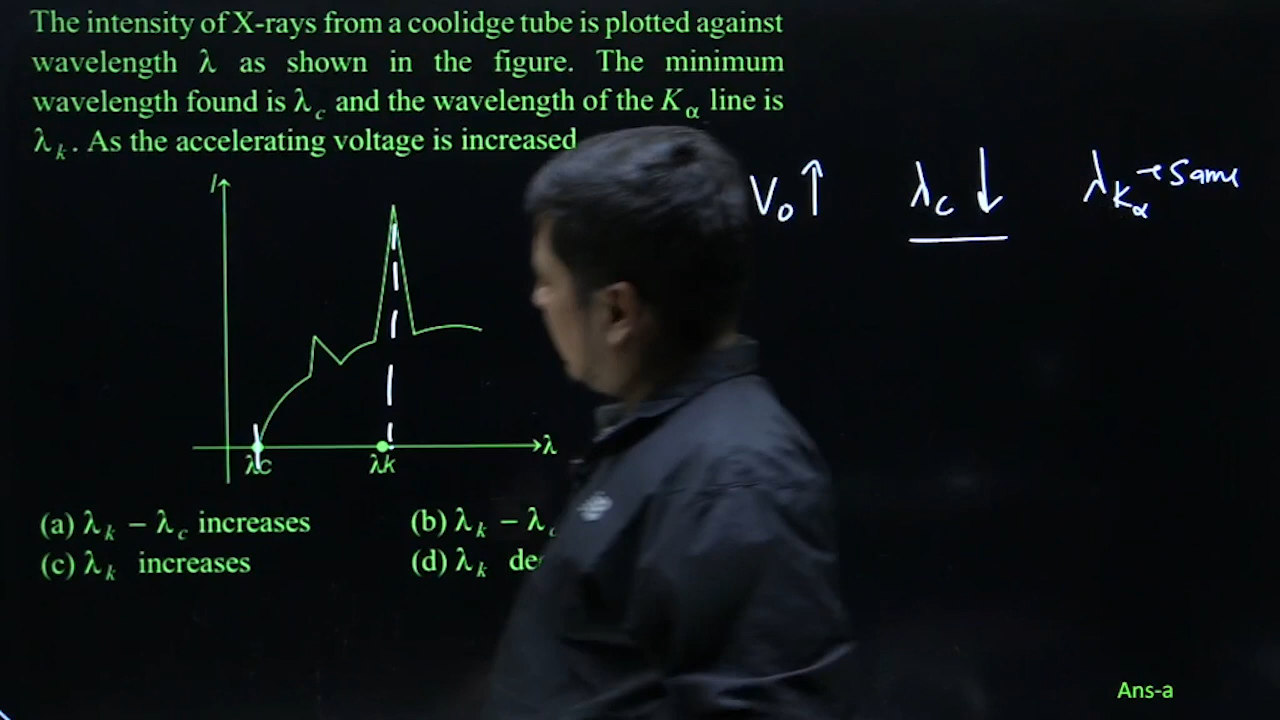 The intensity of X-rays from a coolidge tube is plotted against
wavelength λ as shown in the figure. The minimum
wavelength found is λc and the wavelength of the Kα line is
λk. As the accelerating voltage is increased
V₀↑ λc↓ λKα → Same
I
λ
λc λk
(a) λk – λc increases (b) λk – λc
(c) λk increases (d) λk
Ans-a